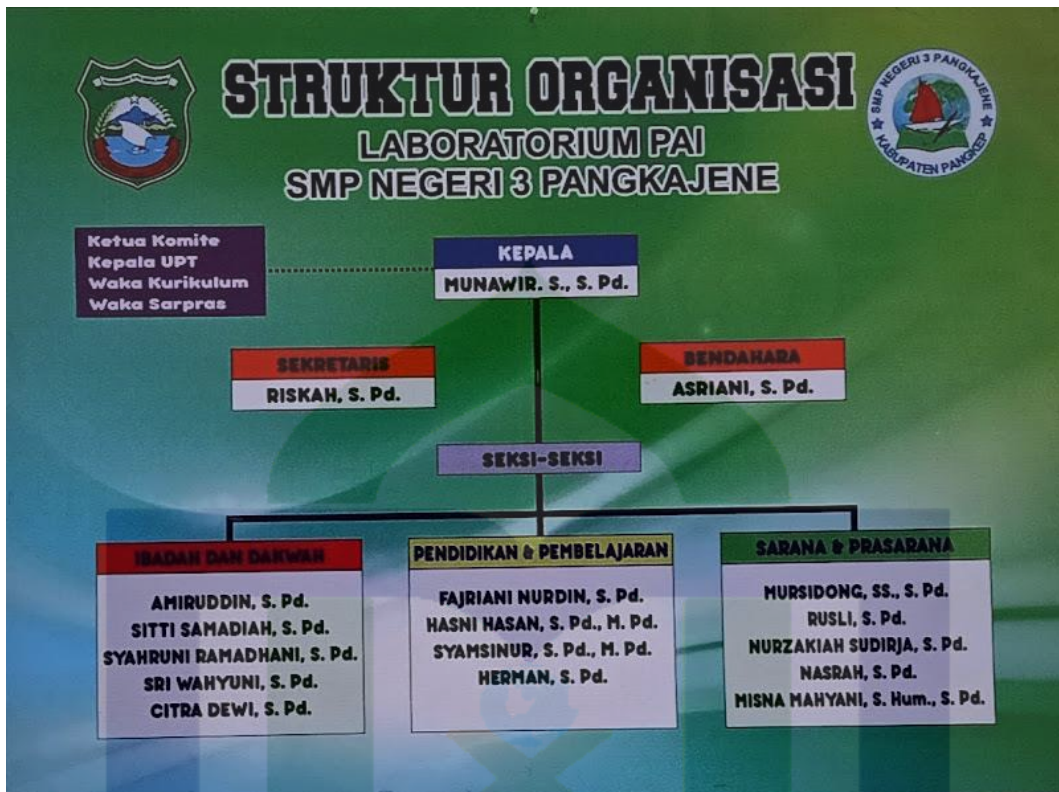 STRUKTUR ORGANISASI
LABORATORIUM PAI
SMP NEGERI 3 PANGKAJENE
SMP NEGERI 3 PANGKAJENE
KABUPATEN PANGKEP
Ketua Komite
Kepala UPT
Waka Kurikulum
Waka Sarpras
KEPALA
MUNAWIR. S., S. Pd.
SEKRETARIS
RISKAH, S. Pd.
BENDAHARA
ASRIANI, S. Pd.
SEKSI-SEKSI
IBADAH DAN DAKWAH
AMIRUDDIN, S. Pd.
SITTI SAMADIAH, S. Pd.
SYAHRUNI RAMADHANI, S. Pd.
SRI WAHYUNI, S. Pd.
CITRA DEWI, S. Pd.
PENDIDIKAN & PEMBELAJARAN
FAJRIANI NURDIN, S. Pd.
HASNI HASAN, S. Pd., M. Pd.
SYAMSINUR, S. Pd., M. Pd.
HERMAN, S. Pd.
SARANA & PRASARANA
MURSIDONG, SS., S. Pd.
RUSLI, S. Pd.
NURZAKIAH SUDIRJA, S. Pd.
NASRAH, S. Pd.
MISNA MAHYANI, S. Hum., S. Pd.